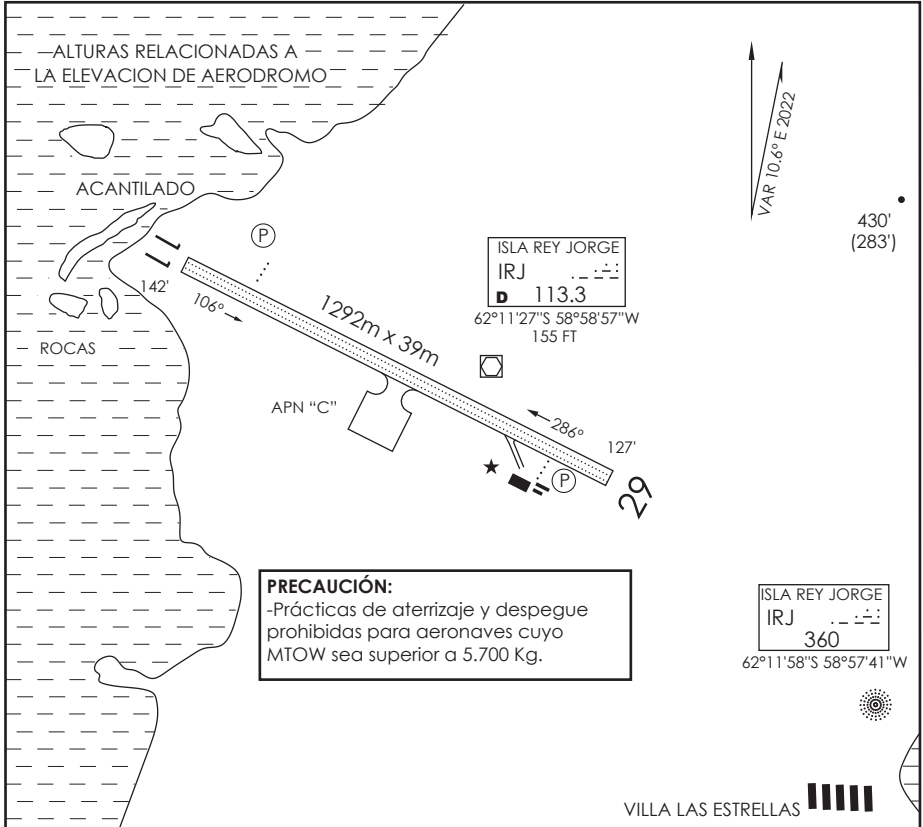 ALTURAS RELACIONADAS A
LA ELEVACION DE AERODROMO
VAR 10.6° E 2022
ACANTILADO
430'
(283')
ISLA REY JORGE
IRJ
D 113.3
62°11'27"S 58°58'57"W
155 FT
P
11
142'
106°
1292m x 39m
ROCAS
APN "C"
286°
127'
P
29
PRECAUCIÓN:
-Prácticas de aterrizaje y despegue
prohibidas para aeronaves cuyo
MTOW sea superior a 5.700 Kg.
ISLA REY JORGE
IRJ
360
62°11'58"S 58°57'41"W
VILLA LAS ESTRELLAS